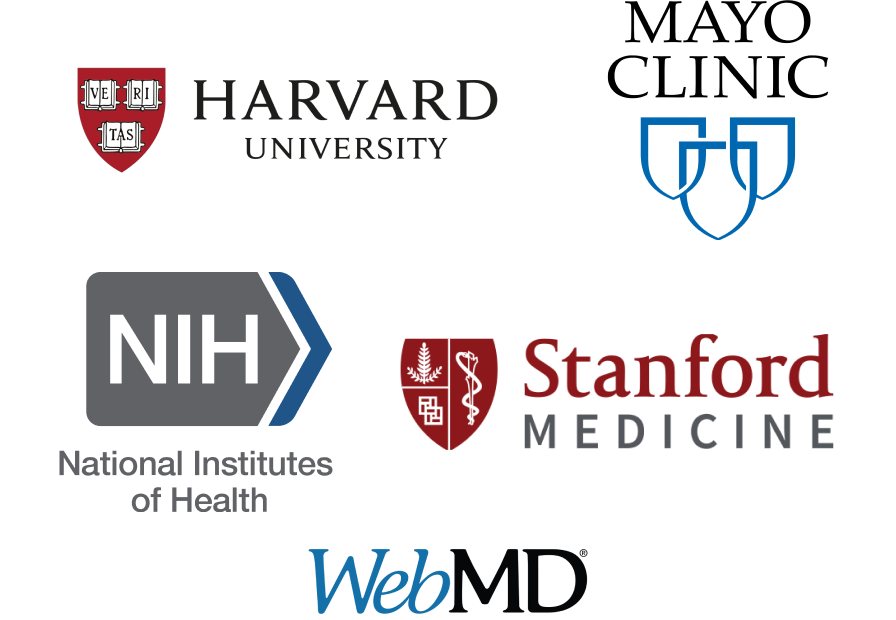 MAYO
CLINIC
VE RI
TAS
HARVARD
UNIVERSITY
NIH
National Institutes
of Health
Stanford
MEDICINE
WebMD®